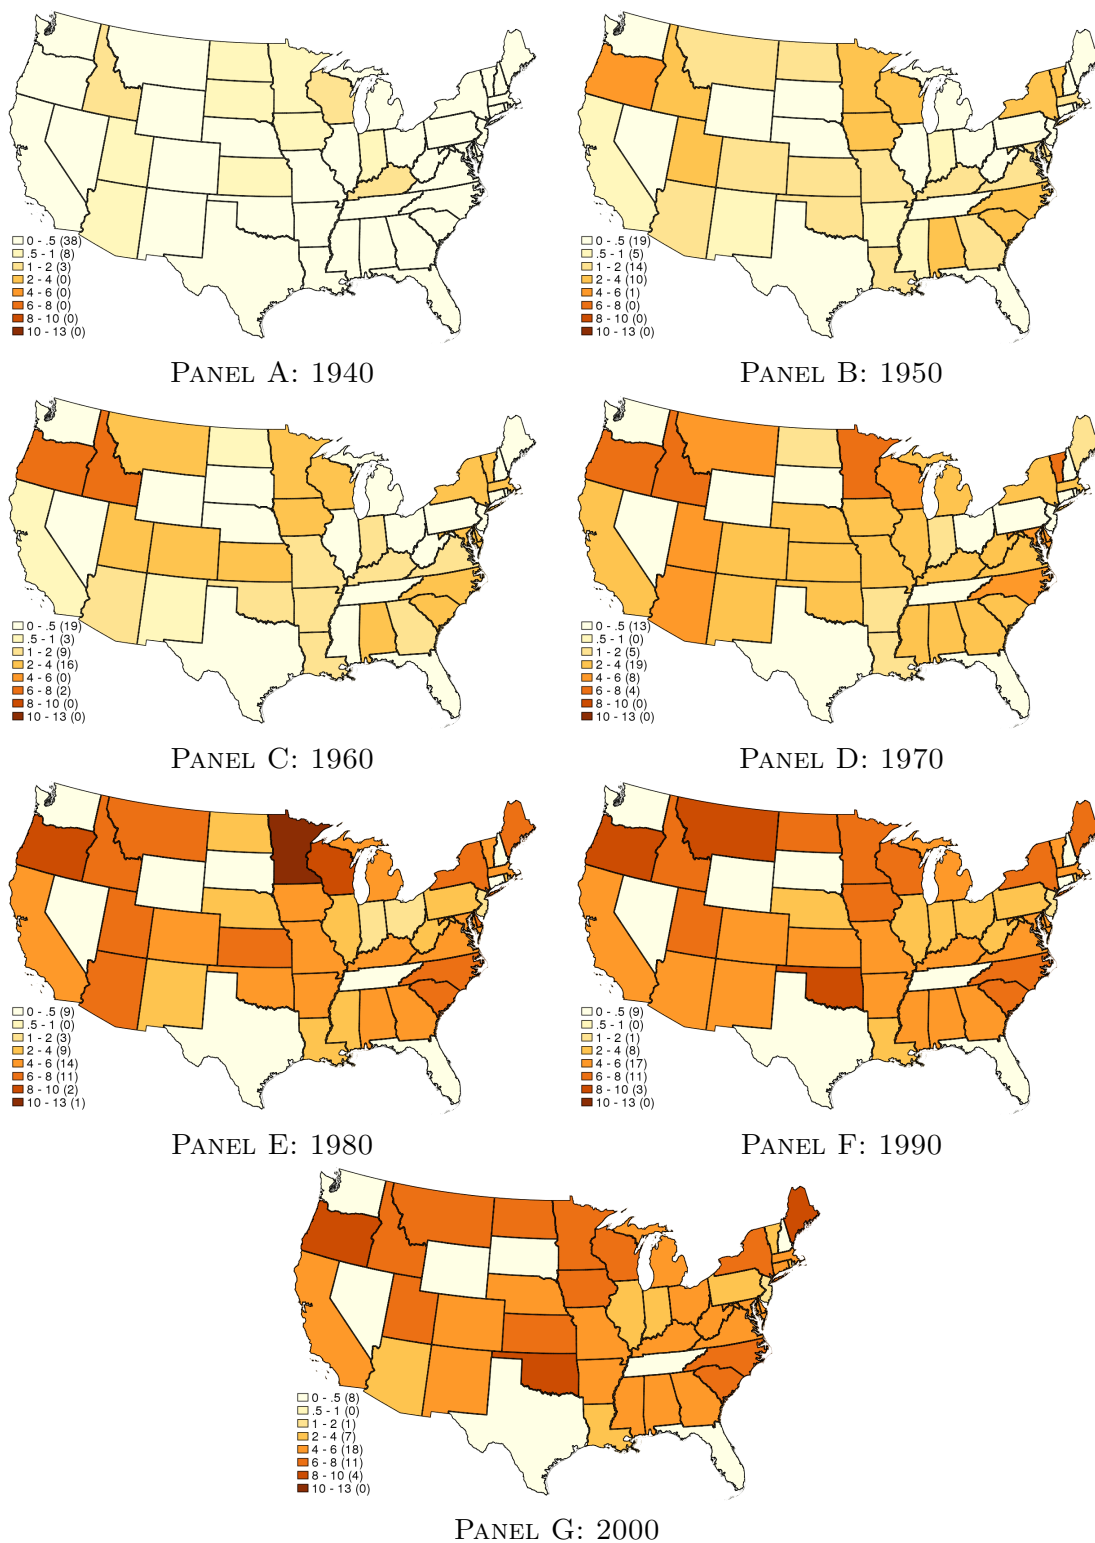 0 - .5 (38)
.5 - 1 (8)
1 - 2 (3)
2 - 4 (0)
4 - 6 (0)
6 - 8 (0)
8 - 10 (0)
10 - 13 (0)
PANEL A: 1940
0 - .5 (19)
.5 - 1 (5)
1 - 2 (14)
2 - 4 (10)
4 - 6 (1)
6 - 8 (0)
8 - 10 (0)
10 - 13 (0)
PANEL B: 1950
0 - .5 (19)
.5 - 1 (3)
1 - 2 (9)
2 - 4 (16)
4 - 6 (0)
6 - 8 (2)
8 - 10 (0)
10 - 13 (0)
PANEL C: 1960
0 - .5 (13)
.5 - 1 (0)
1 - 2 (5)
2 - 4 (19)
4 - 6 (8)
6 - 8 (4)
8 - 10 (0)
10 - 13 (0)
PANEL D: 1970
0 - .5 (9)
.5 - 1 (0)
1 - 2 (3)
2 - 4 (9)
4 - 6 (14)
6 - 8 (11)
8 - 10 (2)
10 - 13 (1)
PANEL E: 1980
0 - .5 (9)
.5 - 1 (0)
1 - 2 (1)
2 - 4 (8)
4 - 6 (17)
6 - 8 (11)
8 - 10 (3)
10 - 13 (0)
PANEL F: 1990
0 - .5 (8)
.5 - 1 (0)
1 - 2 (1)
2 - 4 (7)
4 - 6 (18)
6 - 8 (11)
8 - 10 (4)
10 - 13 (0)
PANEL G: 2000